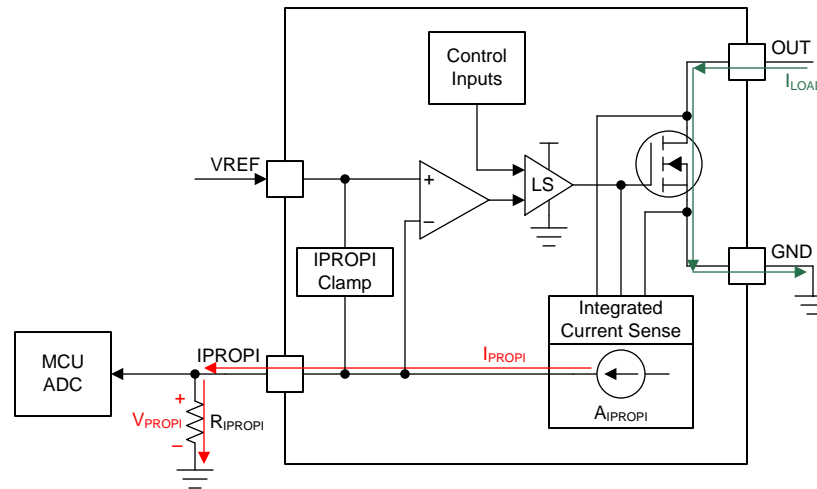 Control
Inputs
OUT
ILOAD
VREF
+
−
LS
IPROPI
Clamp
GND
Integrated
Current Sense
MCU
ADC
IPROPI
IPROPI
AIPROPI
+
VPROPI
−
RIPROPI